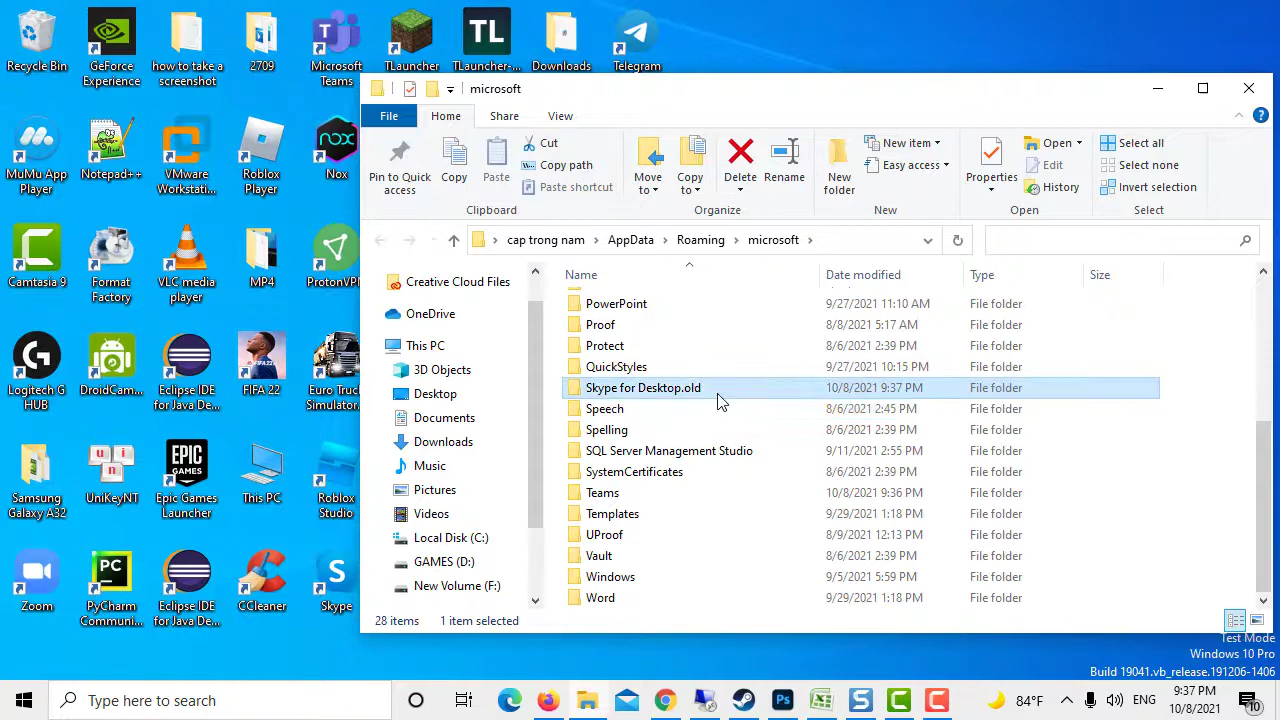 Recycle Bin
GeForce
Experience
how to take a
screenshot
2709
Microsoft
Teams
TLauncher
TL
TLauncher-...
Downloads
Telegram
MuMu App
Player
Notepad++
VMware
Workstati...
Roblox
Player
nox
Nox
Camtasia 9
Format
Factory
VLC media
player
MP4
ProtonVPN
Logitech G
HUB
DroidCam...
Eclipse IDE
for Java De...
FIFA 22
Euro Truck
Simulator...
Samsung
Galaxy A32
UniKeyNT
EPIC
GAMES
Epic Games
Launcher
This PC
Roblox
Studio
Zoom
PC
PyCharm
Communi...
Eclipse IDE
for Java De...
CCleaner
Skype
microsoft
File
Home
Share
View
Pin to Quick
access
Copy
Paste
Cut
Copy path
Paste shortcut
Clipboard
Move
to
Copy
to
Delete
Rename
Organize
New
folder
New item
Easy access
New
Properties
Open
Edit
History
Open
Select all
Select none
Invert selection
Select
cap trong nam
AppData
Roaming
microsoft
Creative Cloud Files
OneDrive
This PC
3D Objects
Desktop
Documents
Downloads
Music
Pictures
Videos
Local Disk (C:)
GAMES (D:)
New Volume (F:)
Name Date modified Type Size
PowerPoint 9/27/2021 11:10 AM File folder
Proof 8/8/2021 5:17 AM File folder
Protect 8/6/2021 2:39 PM File folder
QuickStyles 9/27/2021 10:15 PM File folder
Skype for Desktop.old 10/8/2021 9:37 PM File folder
Speech 8/6/2021 2:45 PM File folder
Spelling 8/6/2021 2:39 PM File folder
SQL Server Management Studio 9/11/2021 2:55 PM File folder
SystemCertificates 8/6/2021 2:39 PM File folder
Teams 10/8/2021 9:36 PM File folder
Templates 9/29/2021 1:18 PM File folder
UProof 8/9/2021 12:13 PM File folder
Vault 8/6/2021 2:39 PM File folder
Windows 9/5/2021 5:59 PM File folder
Word 9/29/2021 1:18 PM File folder
28 items 1 item selected
Test Mode
Windows 10 Pro
Build 19041.vb_release.191206-1406
Type here to search
84°F
ENG
9:37 PM
10/8/2021
10